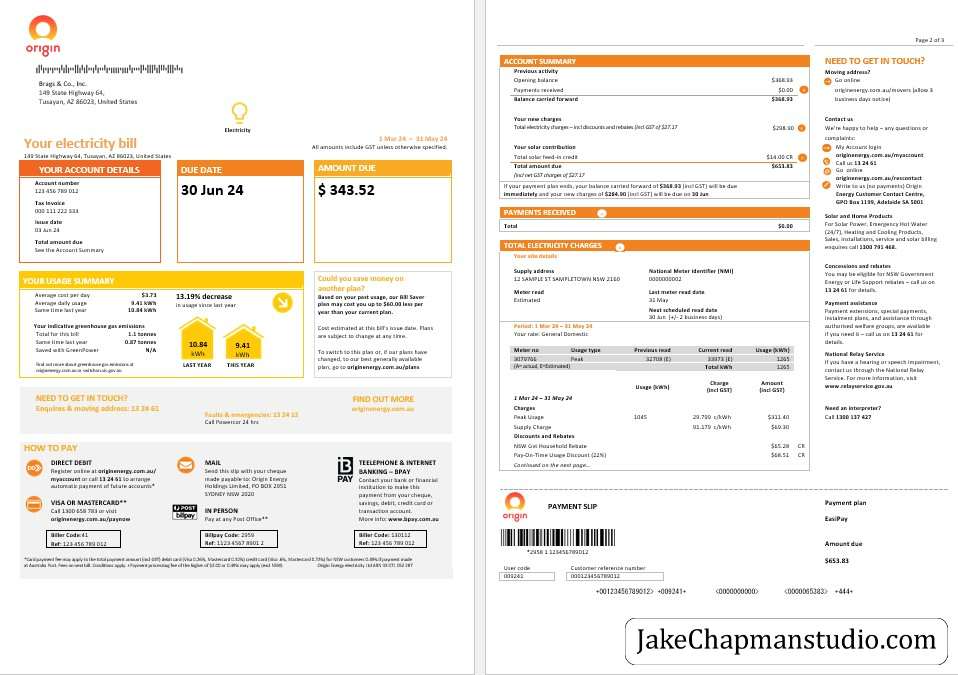 origin
Brags & Co., Inc.
149 State Highway 64,
Tusayan, AZ 86023, United States
Electricity
Your electricity bill
1 Mar 24 – 31 May 24
All amounts include GST unless otherwise specified.
149 State Highway 64, Tusayan, AZ 86023, United States
YOUR ACCOUNT DETAILS
Account number
123 456 789 012
Tax Invoice
000 111 222 333
Issue date
03 Jun 24
Total amount due
See the Account Summary
DUE DATE
30 Jun 24
AMOUNT DUE
$ 343.52
YOUR USAGE SUMMARY
Average cost per day $3.73
Average daily usage 9.41 kWh
Same time last year 10.84 kWh
Your indicative greenhouse gas emissions
Total for this bill 1.1 tonnes
Same time last year 0.87 tonnes
Saved with GreenPower N/A
13.19% decrease
in usage since last year
10.84
kWh
LAST YEAR
9.41
kWh
THIS YEAR
Could you save money on
another plan?
Based on your past usage, our Bill Saver
plan may cost you up to $60.00 less per
year than your current plan.
Cost estimated at this bill's issue date. Plans
are subject to change at any time.
To switch to this plan or, if our plans have
changed, to our best generally available
plan, go to originenergy.com.au/plans
NEED TO GET IN TOUCH?
Enquires & moving address: 13 24 61
Faults & emergencies: 13 24 13
Call Powercor 24 hrs
FIND OUT MORE
originenergy.com.au
HOW TO PAY
DIRECT DEBIT
Register online at originenergy.com.au/
myaccount or call 13 24 61 to arrange
automatic payment of future accounts*
VISA OR MASTERCARD**
Call 1300 658 783 or visit
originenergy.com.au/paynow
Biller Code:41
Ref: 123 456 789 012
MAIL
Send this slip with your cheque
made payable to: Origin Energy
Holdings Limited, PO BOX 2951
SYDNEY NSW 2020
POST
billpay
IN PERSON
Pay at any Post Office**
Billpay Code: 2959
Ref: 1123 4567 8901 2
B
PAY
TEELEPHONE & INTERNET
BANKING – BPAY
Contact your bank or financial
institution to make this
payment from your cheque,
savings, debit, credit card or
transaction account.
More info: www.bpay.com.au
Biller Code: 130112
Ref: 123 456 789 012
Page 2 of 3
ACCOUNT SUMMARY
Previous activity
Opening balance $368.93
Payments received $0.00
Balance carried forward $368.93
Your new charges
Total electricity charges – incl discounts and rebates (incl GST of $27.17 $298.90
Your solar contribution
Total solar feed-in credit $14.00 CR
Total amount due $653.83
(incl net GST charges of $27.17
If your payment plan ends, your balance carried forward of $368.93 (incl GST) will be due
immediately and your new charges of $284.90 (incl GST) will be due on 30 Jun
PAYMENTS RECEIVED
Total $0.00
TOTAL ELECTRICITY CHARGES
Your site details
Supply address
12 SAMPLE ST SAMPLETOWN NSW 2160
National Meter Identifier (NMI)
0000000002
Meter read
Estimated
Last meter read date.
31 May
Next scheduled read date
30 Jun (+/- 2 business days)
Period: 1 Mar 24 – 31 May 24
Your rate: General Domestic
Meter no Usage type Previous read Current read Usage (kWh)
3079766 Peak 32708 (E) 33973 (E) 1265
(A= actual, E=Estimated) Total kWh 1265
Usage (kWh) Charge (incl GST) Amount (incl GST)
1 Mar 24 – 31 May 24
Charges
Peak Usage 1045 29.799 c/kWh $311.40
Supply Charge 91.179 c/kWh $69.30
Discounts and Rebates
NSW Gvt Household Rebate $65.28 CR
Pay-On-Time Usage Discount (22%) $68.51 CR
Continued on the next page...
NEED TO GET IN TOUCH?
Moving address?
Go online
originenergy.com.au/movers (allow 3
business days notice)
Contact us
We're happy to help – any questions or
complaints:
My Account login
originenergy.com.au/myaccount
Call us 13 24 61
Go online
originenergy.com.au/rescontact
Write to us (no payments) Origin
Energy Customer Contact Centre,
GPO Box 1199, Adelaide SA 5001
Solar and Home Products
For Solar Power, Emergency Hot Water
(24/7), Heating and Cooling Products,
Sales, installations, service and solar billing
enquires call 1300 791 468.
Concessions and rebates
You may be eligible for NSW Government
Energy or Life Support rebates – call us on
13 24 61 for details.
Payment assistance
Payment extensions, special payments,
instalment plans, and assistance through
authorised welfare groups, are available
if you need it – call us on 13 24 61 for
details.
National Relay Service
If you have a hearing or speech impairment,
contact us through the National Relay
Service. For more information, visit
www.relayservice.gov.au
Need an interpreter?
Call 1300 137 427
origin
PAYMENT SLIP
*2958 1 123456789012
User code
009241
Customer reference number
000123456789012
Payment plan
EasiPay
Amount due
$653.83
+00123456789012> +009241+ <0000000000> <0000065383> +444+
JakeChapmanstudio.com